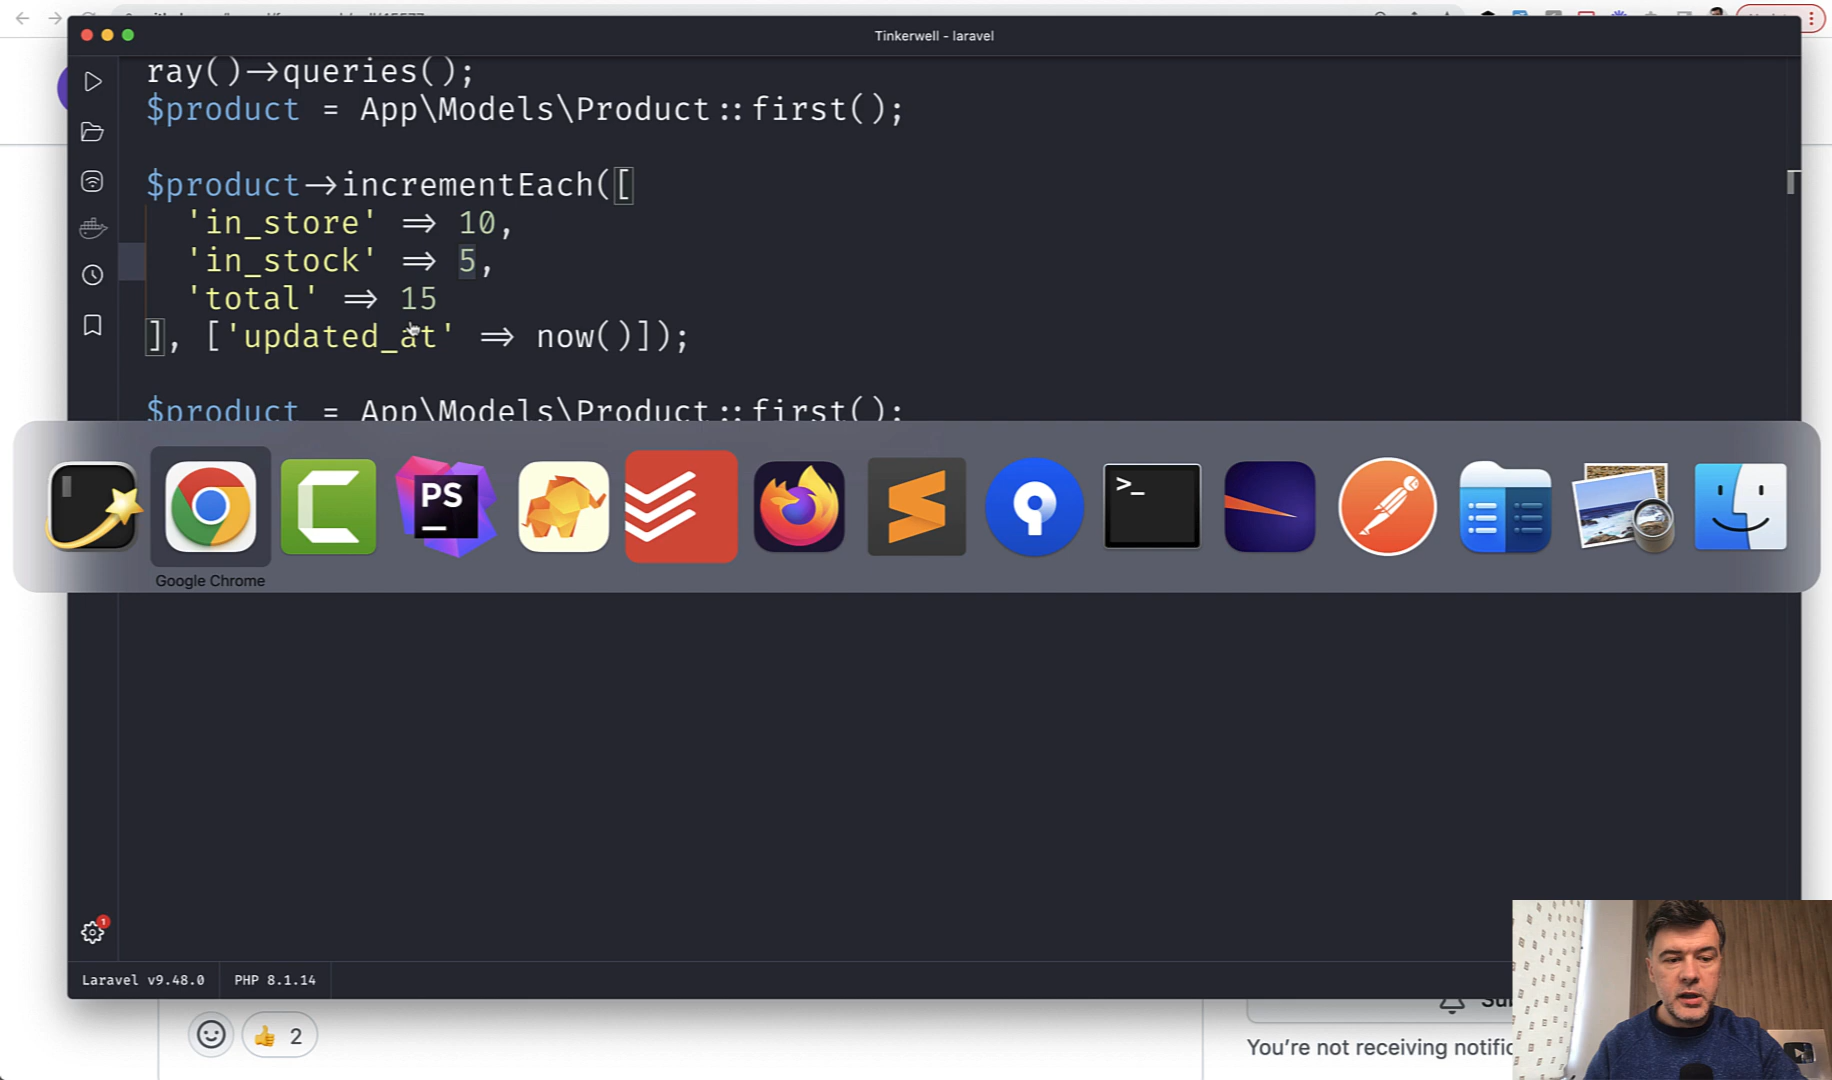 Tinkerwell - laravel
ray()->queries();
$product = App\Models\Product::first();
$product->incrementEach([
'in_store' => 10,
'in_stock' => 5,
'total' => 15
], ['updated_at' => now()]);
$product = App\Models\Product::first();
PS
>_
Google Chrome
1
Laravel v9.48.0
PHP 8.1.14
👍 2
You're not receiving